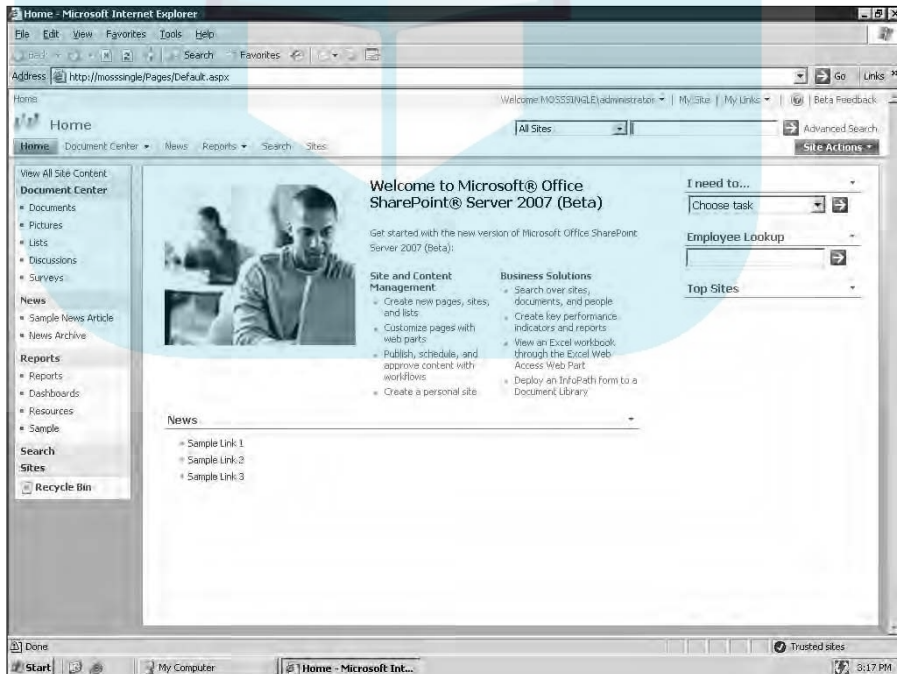 Home - Microsoft Internet Explorer
File Edit View Favorites Tools Help
Back Search Favorites
Address http://mosssingle/Pages/Default.aspx Go Links
Home Welcome MOSSSINGLE\administrator | My Site | My Links | Beta Feedback
Home
All Sites Advanced Search
Home Document Center News Reports Search Sites Site Actions
View All Site Content
Document Center
Documents
Pictures
Lists
Discussions
Surveys
News
Sample News Article
News Archive
Reports
Reports
Dashboards
Resources
Sample
Search
Sites
Recycle Bin
Welcome to Microsoft® Office
SharePoint® Server 2007 (Beta)
Get started with the new version of Microsoft Office SharePoint
Server 2007 (Beta):
Site and Content
Management
Create new pages, sites,
and lists
Customize pages with
web parts
Publish, schedule, and
approve content with
workflows
Create a personal site
Business Solutions
Search over sites,
documents, and people
Create key performance
indicators and reports
View an Excel workbook
through the Excel Web
Access Web Part
Deploy an InfoPath form to a
Document Library
News
Sample Link 1
Sample Link 2
Sample Link 3
I need to...
Choose task
Employee Lookup
Top Sites
Done Trusted sites
Start My Computer Home - Microsoft Int... 3:17 PM